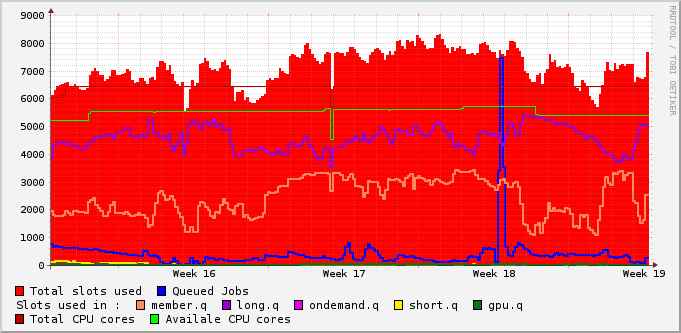 RRDTOOL / TOBI OETIKER
9000
8000
7000
6000
5000
4000
3000
2000
1000
0
Week 16 Week 17 Week 18 Week 19
Total slots used Queued Jobs
Slots used in : member.q long.q ondemand.q short.q gpu.q
Total CPU cores Availale CPU cores